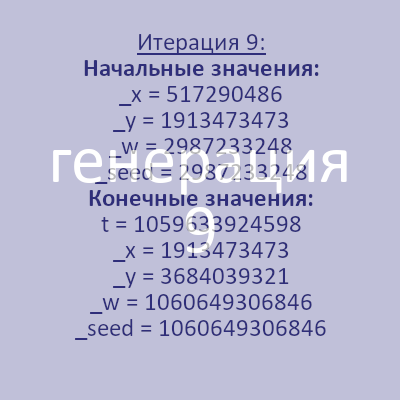 Итерация 9:
Начальные значения:
_x = 517290486
_y = 1913473473
_w = 2987233248
_seed = 2987233248
генерация
Конечные значения:
t = 1059633924598
9
_x = 1913473473
_y = 3684039321
_w = 1060649306846
_seed = 1060649306846